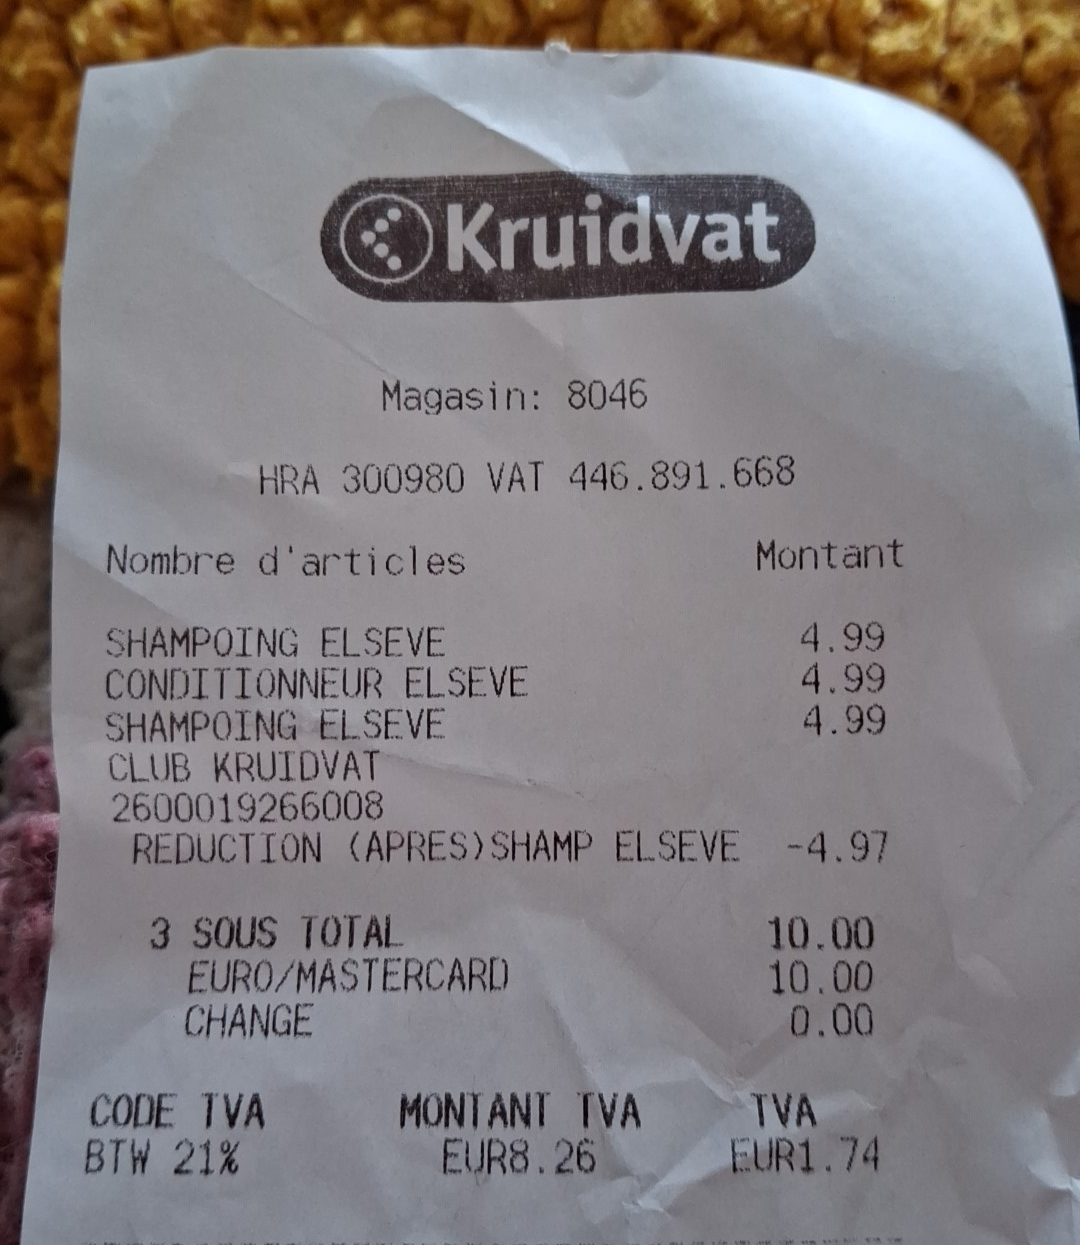 Kruidvat
Magasin: 8046
HRA 300980 VAT 446.891.668
Nombre d'articles Montant
SHAMPOING ELSEVE 4.99
CONDITIONNEUR ELSEVE 4.99
SHAMPOING ELSEVE 4.99
CLUB KRUIDVAT
2600019266008
REDUCTION (APRES)SHAMP ELSEVE -4.97
3 SOUS TOTAL 10.00
EURO/MASTERCARD 10.00
CHANGE 0.00
CODE TVA MONTANT TVA TVA
BTW 21% EUR8.26 EUR1.74